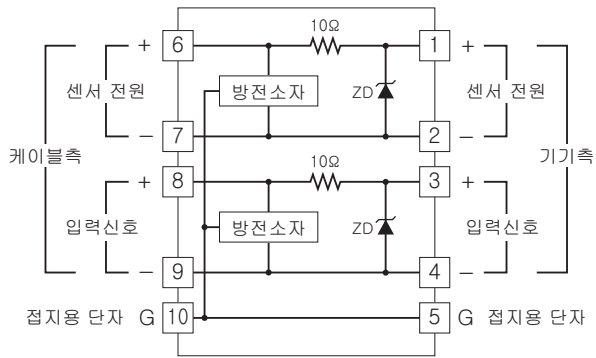 10Ω
+ 6 1 +
센서 전원 방전소자 ZD 센서 전원
− 7 2 −
케이블측 기기측
10Ω
+ 8 3 +
입력신호 방전소자 ZD 입력신호
− 9 4 −
접지용 단자 G 10 5 G 접지용 단자